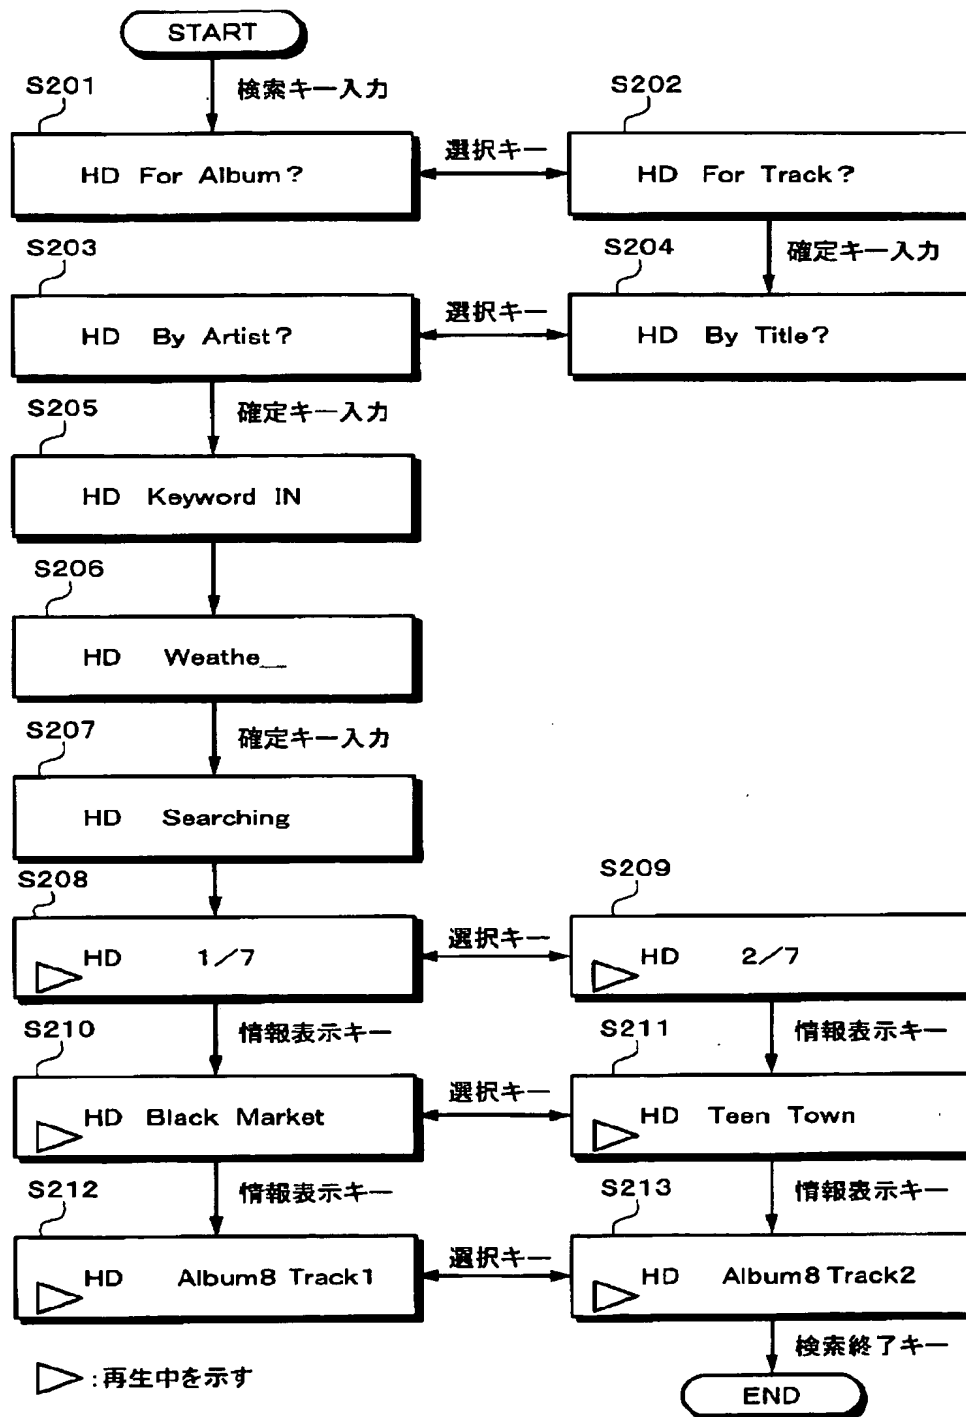 START
検索キー入力
S201
S202
HD For Album?
選択キー
HD For Track?
S203
S204
確定キー入力
HD By Artist?
選択キー
HD By Title?
S205
確定キー入力
HD Keyword IN
S206
HD Weathe_
S207
確定キー入力
HD Searching
S208
S209
HD 1/7
選択キー
HD 2/7
S210
情報表示キー
S211
情報表示キー
HD Black Market
選択キー
HD Teen Town
S212
情報表示キー
S213
情報表示キー
HD Album8 Track1
選択キー
HD Album8 Track2
検索終了キー
:再生中を示す
END